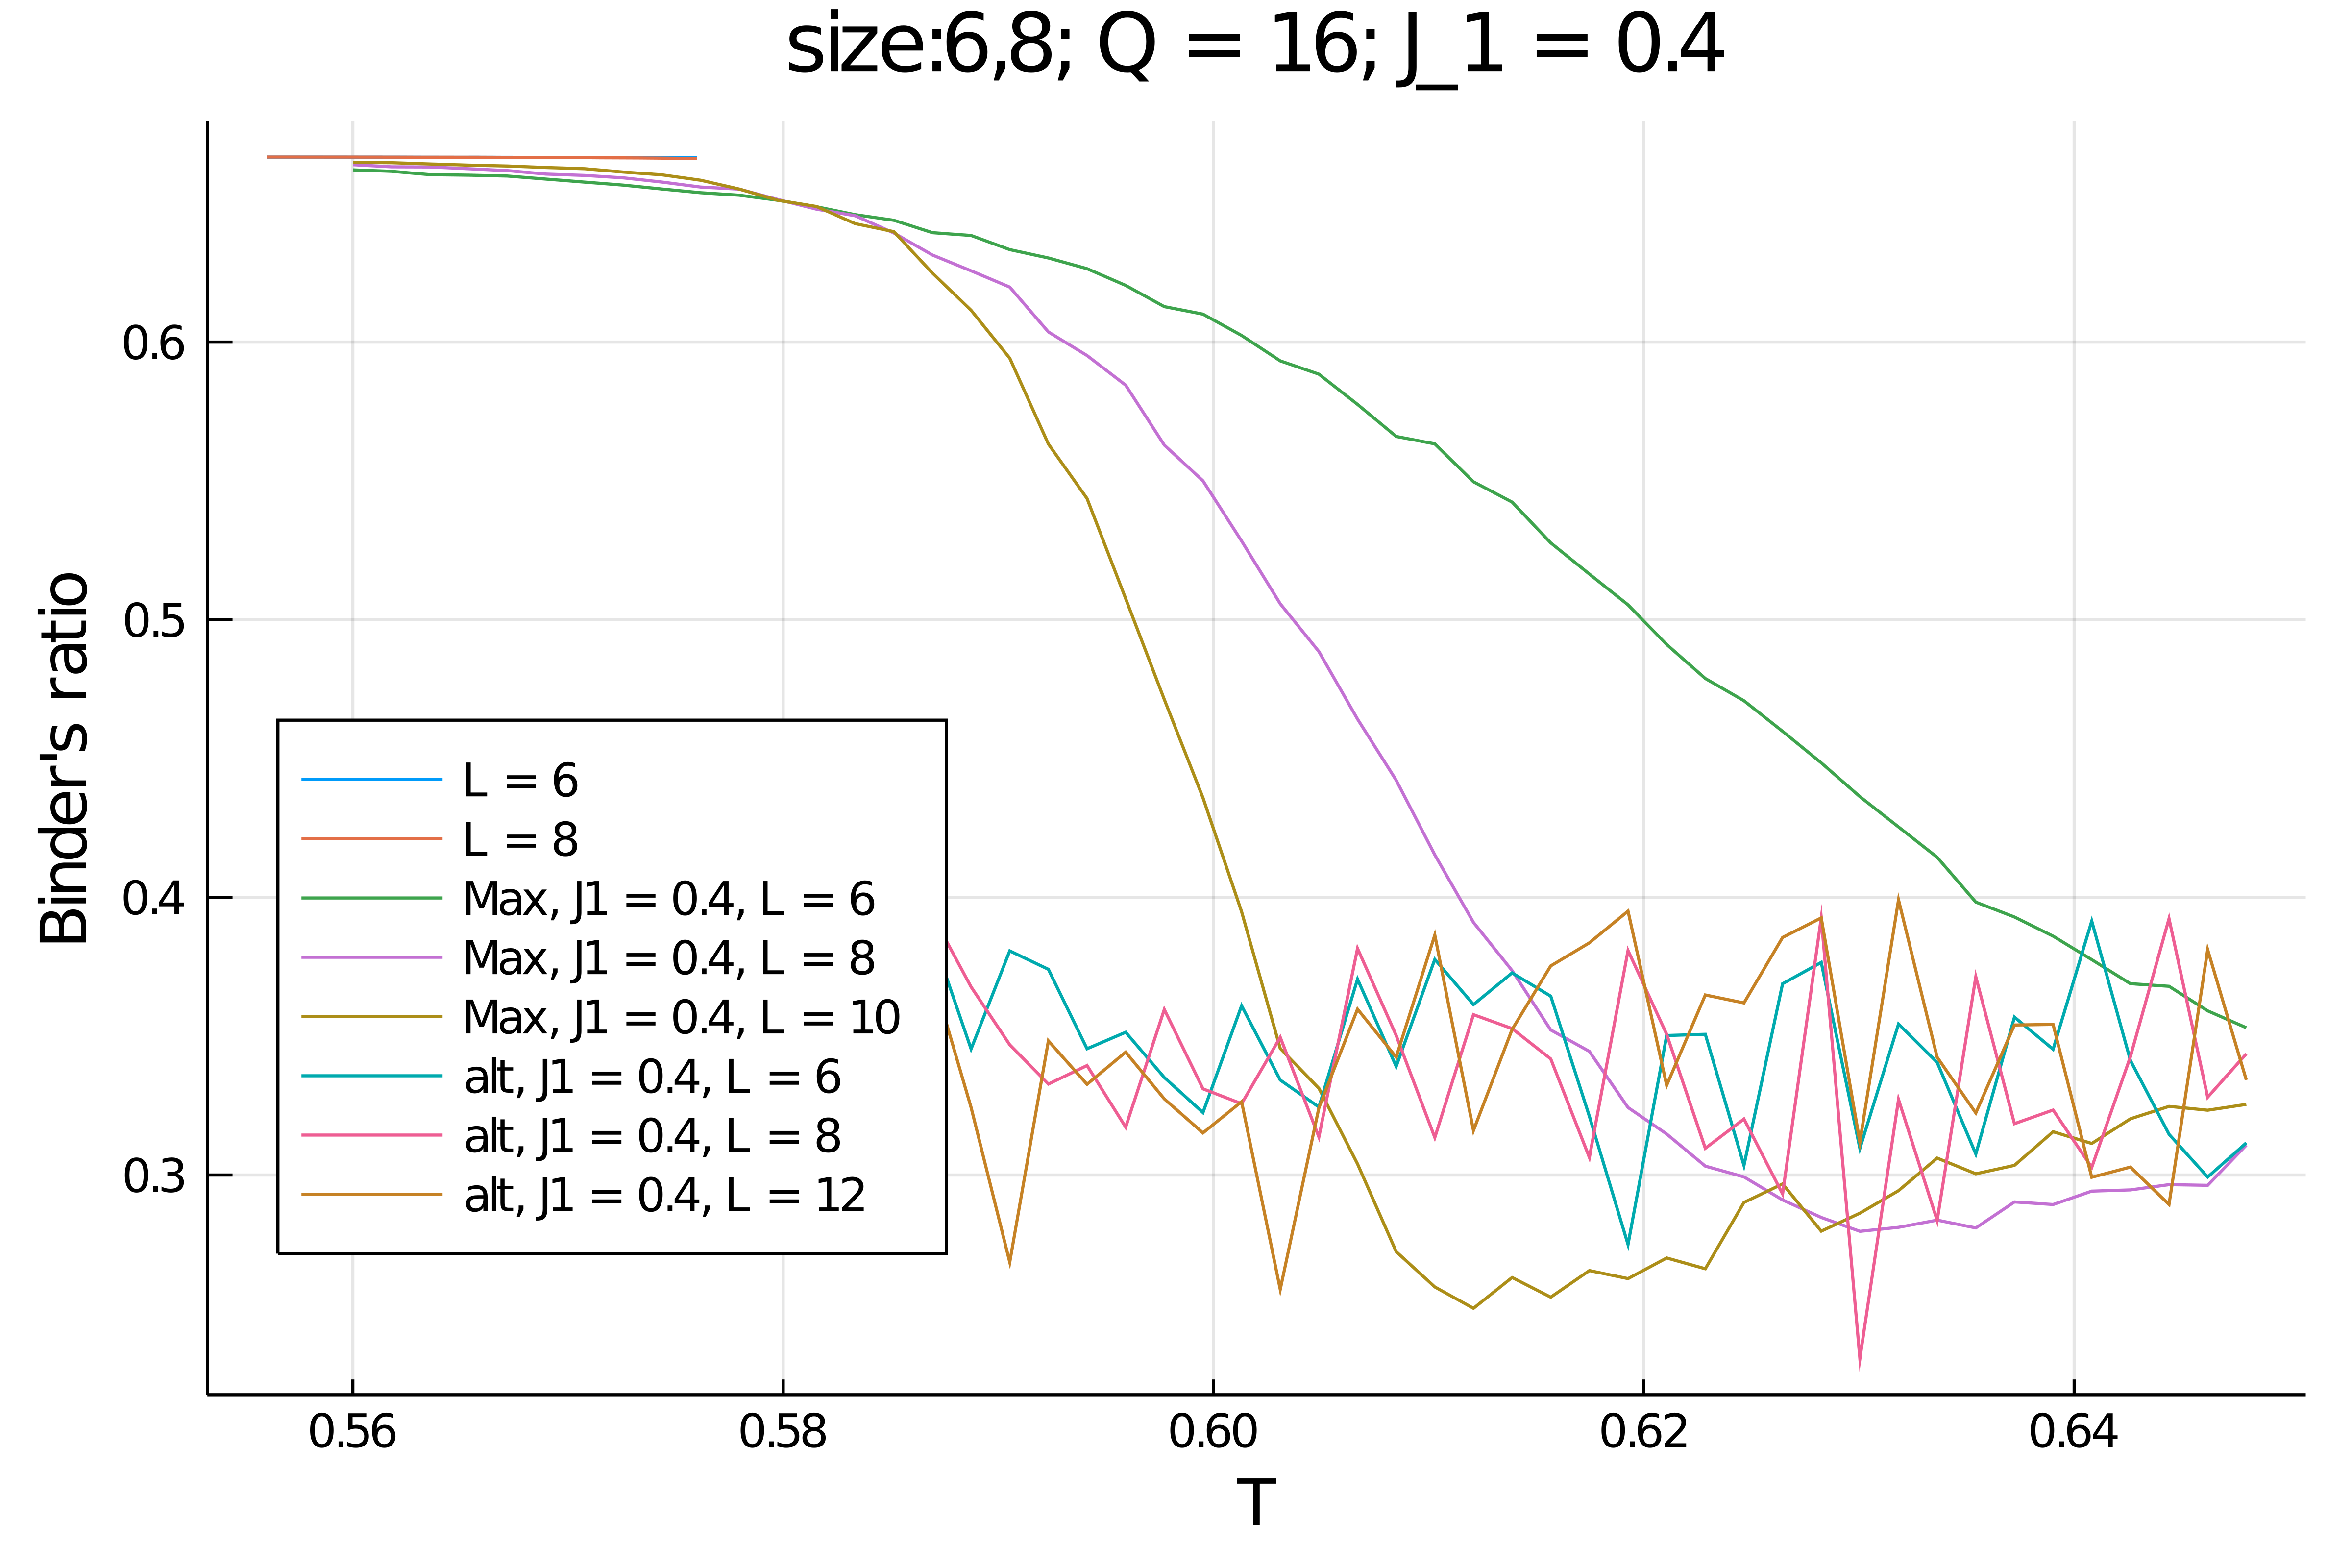 size:6,8; Q = 16; J_1 = 0.4
Binder's ratio
0.6
0.5
0.4
0.3
L = 6
L = 8
Max, J1 = 0.4, L = 6
Max, J1 = 0.4, L = 8
Max, J1 = 0.4, L = 10
alt, J1 = 0.4, L = 6
alt, J1 = 0.4, L = 8
alt, J1 = 0.4, L = 12
0.56 0.58 0.60 0.62 0.64
T